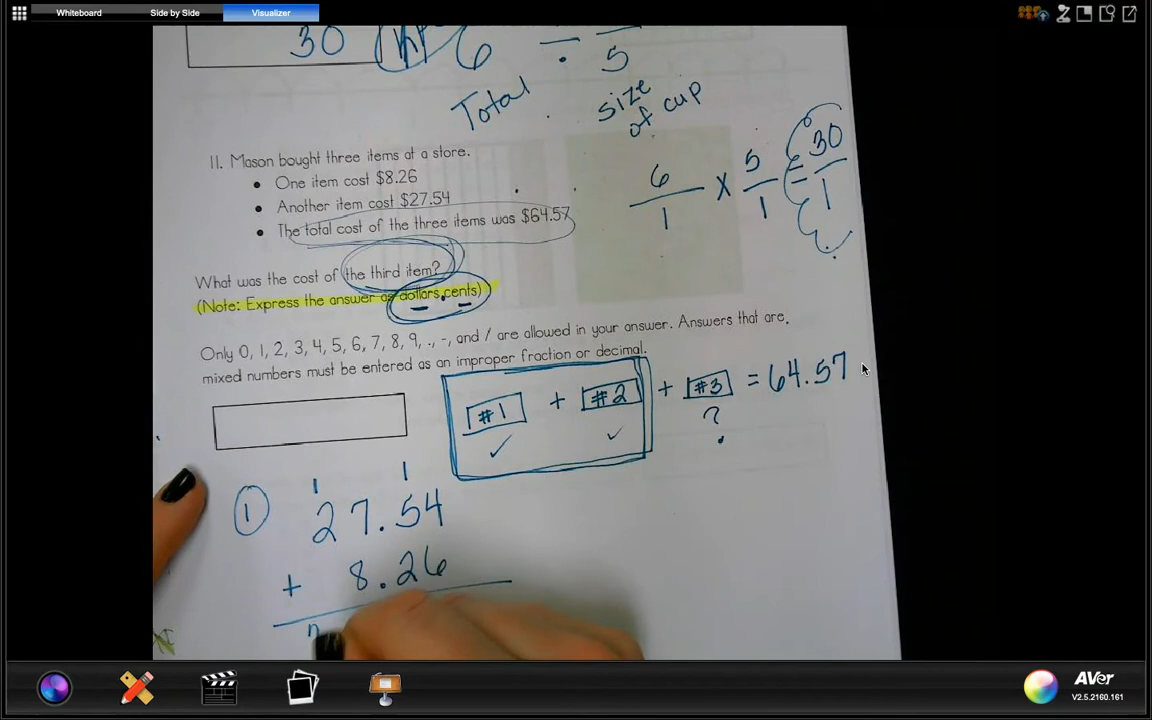 Whiteboard Side by Side Visualizer
30
6 ÷ 5
Total size of cup
11. Mason bought three items at a store.
• One item cost $8.26
• Another item cost $27.54
• The total cost of the three items was $64.57
6/1 × 5/1 = 30/1
What was the cost of the third item?
(Note: Express the answer as dollars.cents)
Only 0, 1, 2, 3, 4, 5, 6, 7, 8, 9, ., -, and / are allowed in your answer. Answers that are
mixed numbers must be entered as an improper fraction or decimal.
#1 + #2 + #3 = 64.57
✓ ✓ ?
1 1
① 27.54
+ 8.26
AVer
V2.5.2160.161